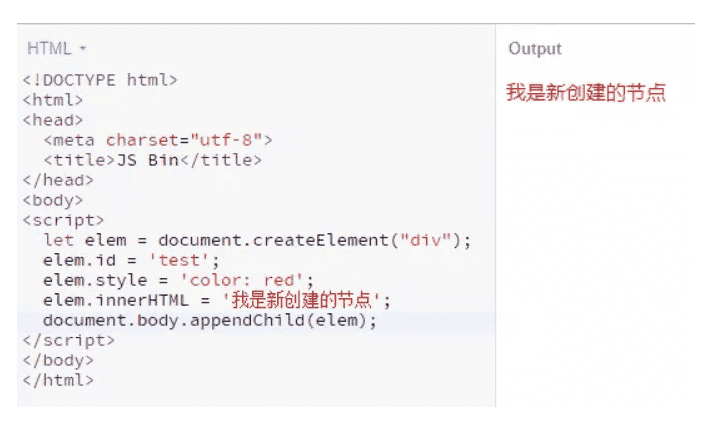 HTML
Output
<!DOCTYPE html>
<html>
<head>
  <meta charset="utf-8">
  <title>JS Bin</title>
</head>
<body>
<script>
  let elem = document.createElement("div");
  elem.id = 'test';
  elem.style = 'color: red';
  elem.innerHTML = '我是新创建的节点';
  document.body.appendChild(elem);
</script>
</body>
</html>
我是新创建的节点